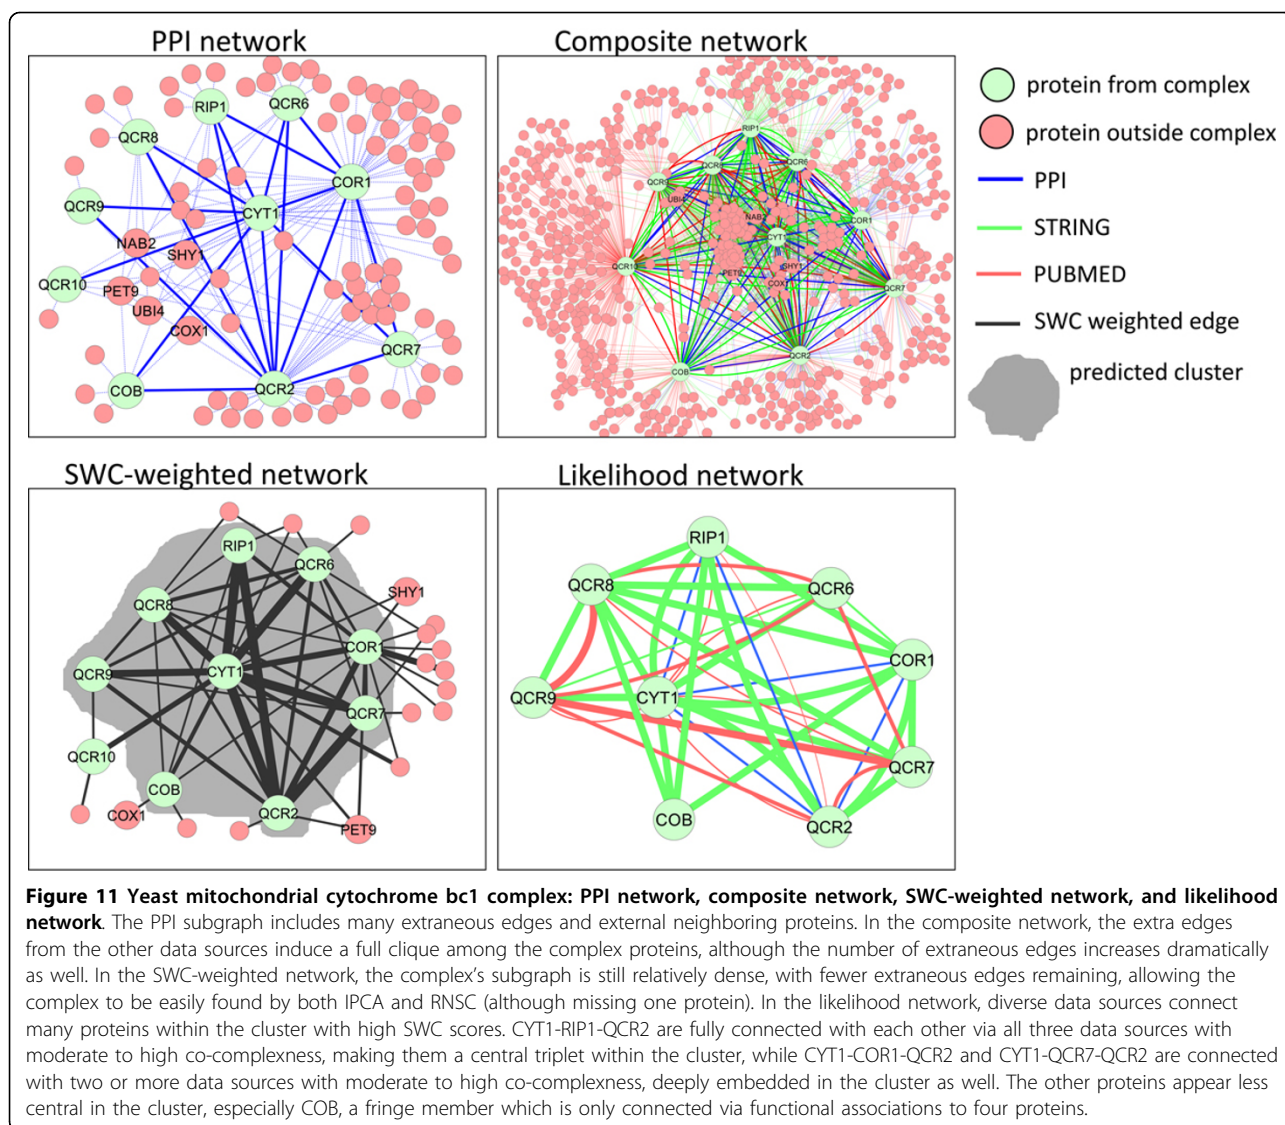 PPI network
Composite network
RIP1
QCR6
QCR8
COR1
QCR9
CYT1
NAB2
SHY1
QCR10
PET9
UBI4
COX1
QCR7
COB
QCR2
RIP1
QCR6
QCR9
UBI4
NAB2
COR1
CYT1
QCR10
SHY1
QCR7
QCR2
COB
protein from complex
protein outside complex
PPI
STRING
PUBMED
SWC weighted edge
predicted cluster
SWC-weighted network
Likelihood network
RIP1
QCR6
SHY1
QCR8
COR1
QCR9
CYT1
QCR7
QCR10
COB
COX1
QCR2
PET9
RIP1
QCR8
QCR6
COR1
QCR9
CYT1
QCR7
COB
QCR2
Figure 11 Yeast mitochondrial cytochrome bc1 complex: PPI network, composite network, SWC-weighted network, and likelihood
network. The PPI subgraph includes many extraneous edges and external neighboring proteins. In the composite network, the extra edges
from the other data sources induce a full clique among the complex proteins, although the number of extraneous edges increases dramatically
as well. In the SWC-weighted network, the complex's subgraph is still relatively dense, with fewer extraneous edges remaining, allowing the
complex to be easily found by both IPCA and RNSC (although missing one protein). In the likelihood network, diverse data sources connect
many proteins within the cluster with high SWC scores. CYT1-RIP1-QCR2 are fully connected with each other via all three data sources with
moderate to high co-complexness, making them a central triplet within the cluster, while CYT1-COR1-QCR2 and CYT1-QCR7-QCR2 are connected
with two or more data sources with moderate to high co-complexness, deeply embedded in the cluster as well. The other proteins appear less
central in the cluster, especially COB, a fringe member which is only connected via functional associations to four proteins.